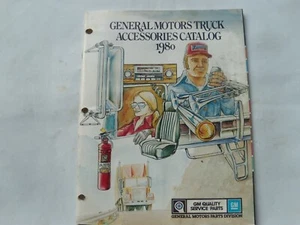 GENERAL MOTORS TRUCK
ACCESSORIES CATALOG
1980
GM QUALITY
SERVICE PARTS
GENERAL MOTORS PARTS DIVISION